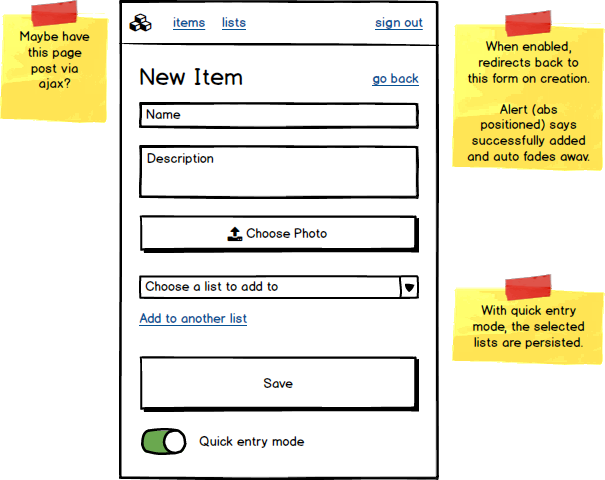 Maybe have
this page
post via
ajax?
items lists sign out
New Item
go back
Name
Description
Choose Photo
Choose a list to add to
Add to another list
Save
Quick entry mode
When enabled,
redirects back to
this form on creation.
Alert (abs
positioned) says
successfully added
and auto fades away.
With quick entry
mode, the selected
lists are persisted.